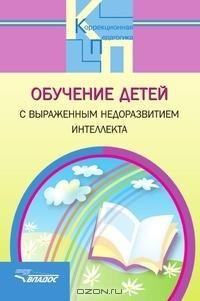 КОРРЕКЦИОННАЯ
ПЕДАГОГИКА
ОБУЧЕНИЕ ДЕТЕЙ
С ВЫРАЖЕННЫМ НЕДОРАЗВИТИЕМ
ИНТЕЛЛЕКТА
ВЛАДОС
OZON.ru